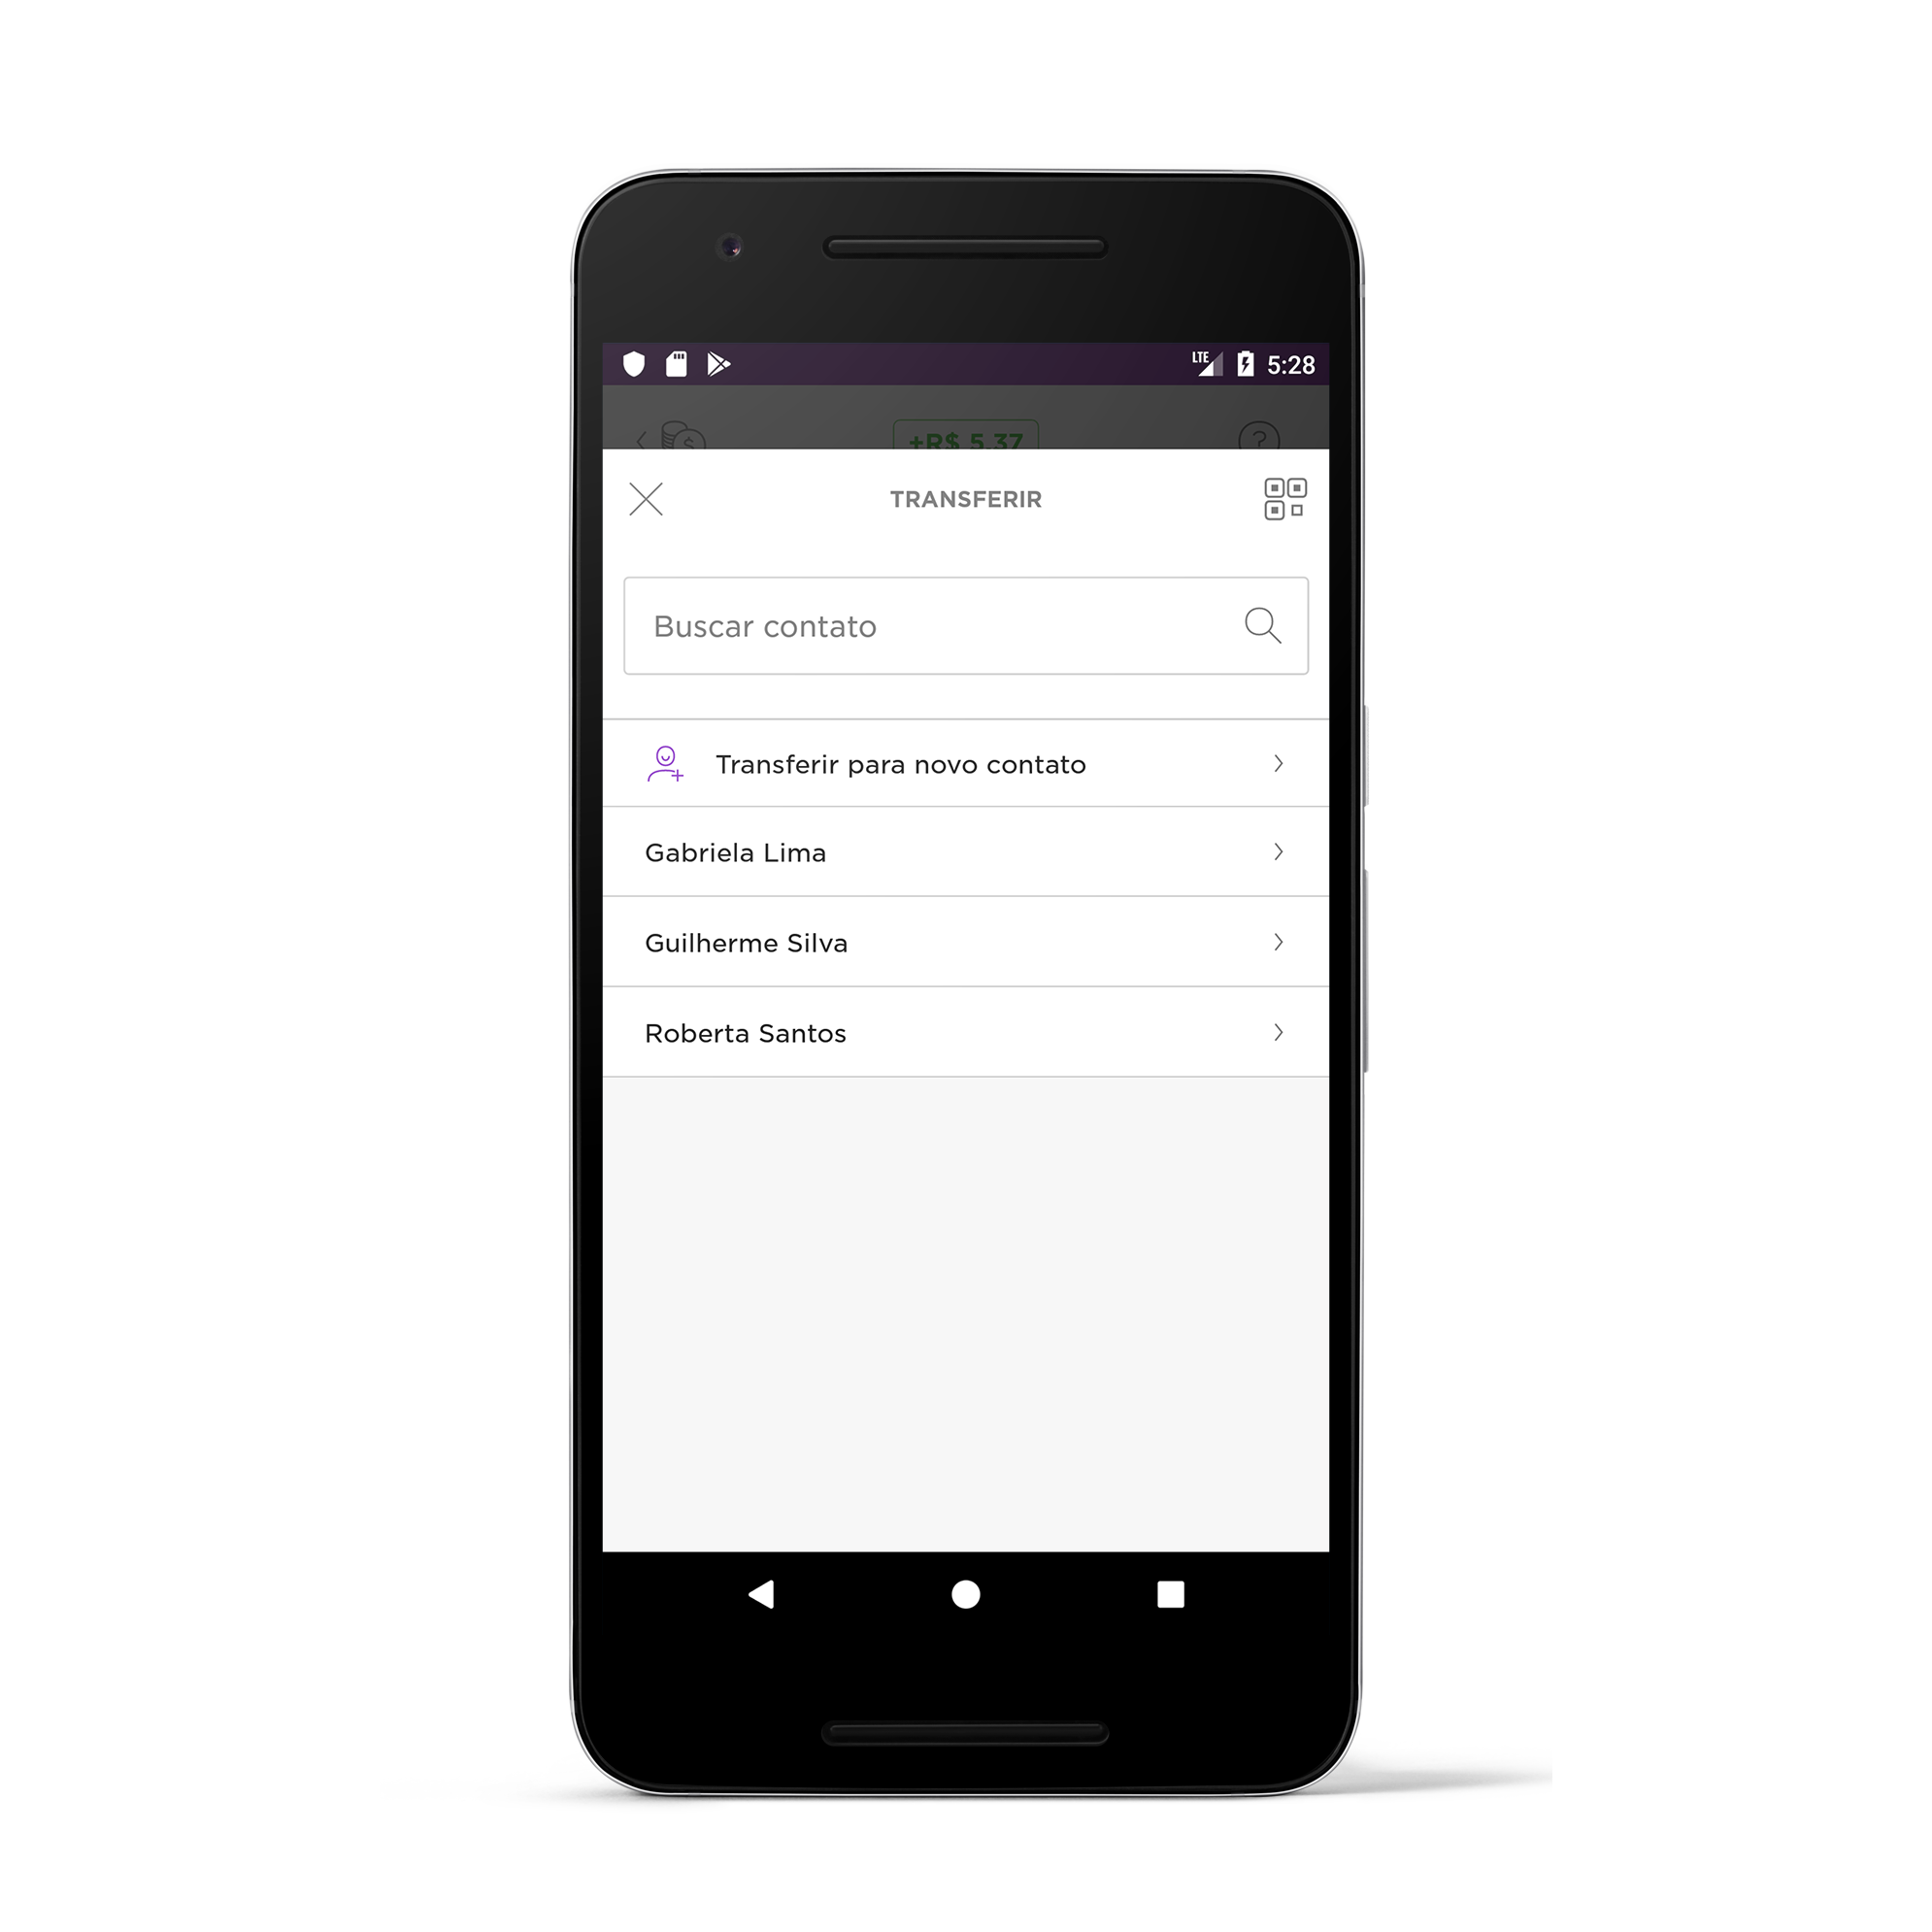 LTE 5:28
+R$ 5,37
TRANSFERIR
Buscar contato
Transferir para novo contato
Gabriela Lima
Guilherme Silva
Roberta Santos